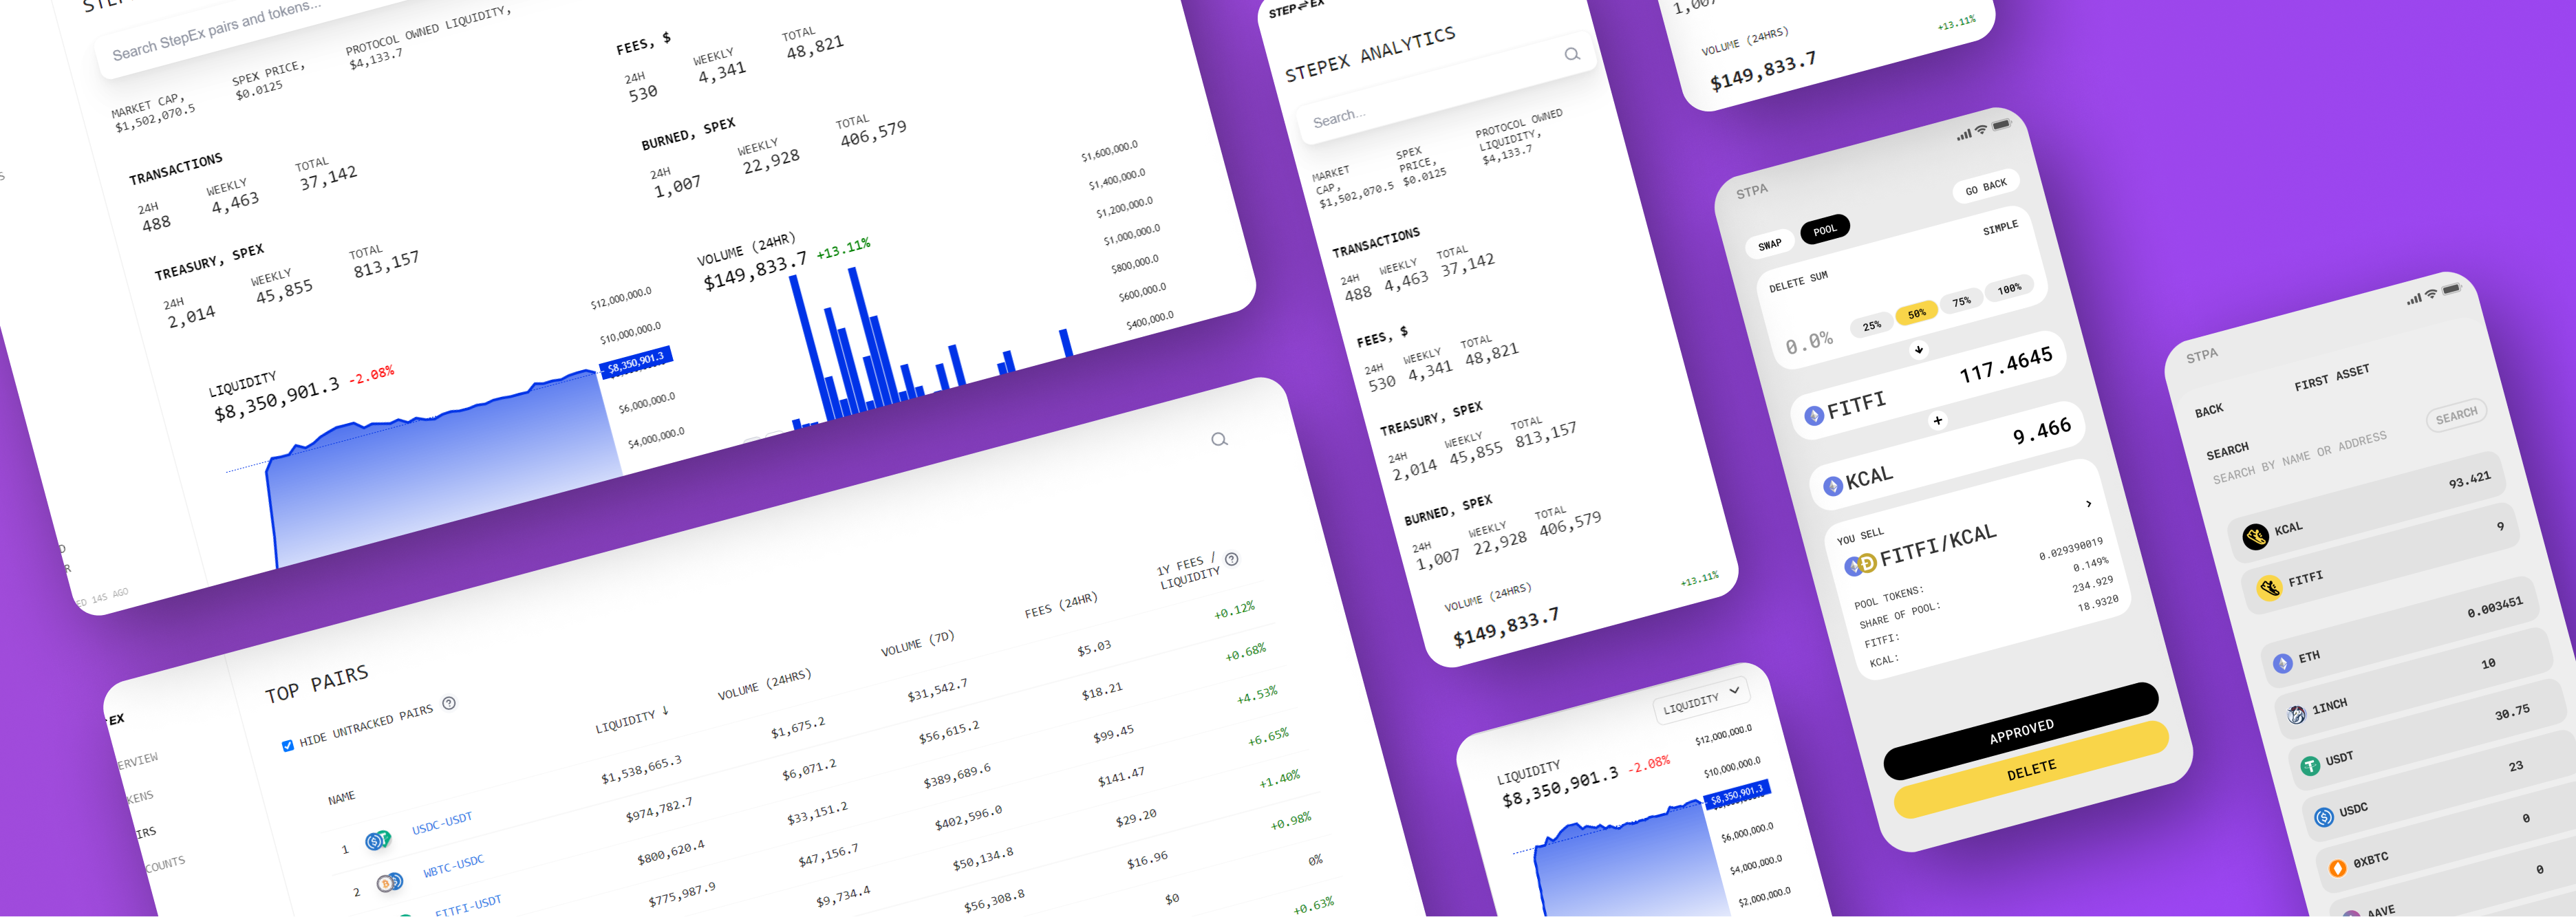 Search StepEx pairs and tokens...
MARKET CAP,
$1,502,070.5
SPEX PRICE,
$0.0125
PROTOCOL OWNED LIQUIDITY,
$4,133.7
TRANSACTIONS
24H
488
WEEKLY
4,463
TOTAL
37,142
TREASURY, SPEX
24H
2,014
WEEKLY
45,855
TOTAL
813,157
FEES, $
24H
530
WEEKLY
4,341
TOTAL
48,821
BURNED, SPEX
24H
1,007
WEEKLY
22,928
TOTAL
406,579
LIQUIDITY
$8,350,901.3 -2.08%
$12,000,000.0
$10,000,000.0
$8,350,901.3
$6,000,000.0
$4,000,000.0
VOLUME (24HR)
$149,833.7 +13.11%
$1,600,000.0
$1,400,000.0
$1,200,000.0
$1,000,000.0
$800,000.0
$600,000.0
$400,000.0
ED 14S AGO
EX
ERVIEW
KENS
IRS
COUNTS
TOP PAIRS
HIDE UNTRACKED PAIRS
NAME
LIQUIDITY ↓
VOLUME (24HRS)
VOLUME (7D)
FEES (24HR)
1Y FEES /
LIQUIDITY
1 USDC-USDT $1,538,665.3 $1,675.2 $31,542.7 $5.03 +0.12%
2 WBTC-USDC $974,782.7 $6,071.2 $56,615.2 $18.21 +0.68%
FITFI-USDT $800,620.4 $33,151.2 $389,689.6 $99.45 +4.53%
$775,987.9 $47,156.7 $402,596.0 $141.47 +6.65%
$9,734.4 $50,134.8 $29.20 +1.40%
$56,308.8 $16.96 +0.98%
$0 0%
+0.63%
STEP⇌EX
STEPEX ANALYTICS
Search...
MARKET
CAP,
$1,502,070.5
SPEX
PRICE,
$0.0125
PROTOCOL OWNED
LIQUIDITY,
$4,133.7
TRANSACTIONS
24H
488
WEEKLY
4,463
TOTAL
37,142
FEES, $
24H
530
WEEKLY
4,341
TOTAL
48,821
TREASURY, SPEX
24H
2,014
WEEKLY
45,855
TOTAL
813,157
BURNED, SPEX
24H
1,007
WEEKLY
22,928
TOTAL
406,579
VOLUME (24HRS)
$149,833.7
+13.11%
LIQUIDITY
LIQUIDITY
$8,350,901.3 -2.08%
$12,000,000.0
$10,000,000.0
$8,350,901.3
$6,000,000.0
$4,000,000.0
$2,000,000.0
VOLUME (24HRS)
$149,833.7
+13.11%
STPA
GO BACK
SWAP
POOL
SIMPLE
DELETE SUM
0.0%
25%
50%
75%
100%
FITFI 117.4645
+
KCAL 9.466
YOU SELL
FITFI/KCAL
POOL TOKENS: 0.029390019
SHARE OF POOL: 0.149%
FITFI: 234.929
KCAL: 18.9320
APPROVED
DELETE
STPA
BACK
FIRST ASSET
SEARCH
SEARCH BY NAME OR ADDRESS
SEARCH
KCAL 93.421
FITFI 9
ETH 0.003451
1INCH 10
USDT 30.75
USDC 23
0XBTC 0
AAVE 0